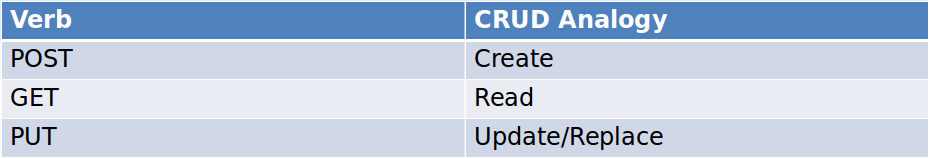 Verb CRUD Analogy
POST Create
GET Read
PUT Update/Replace